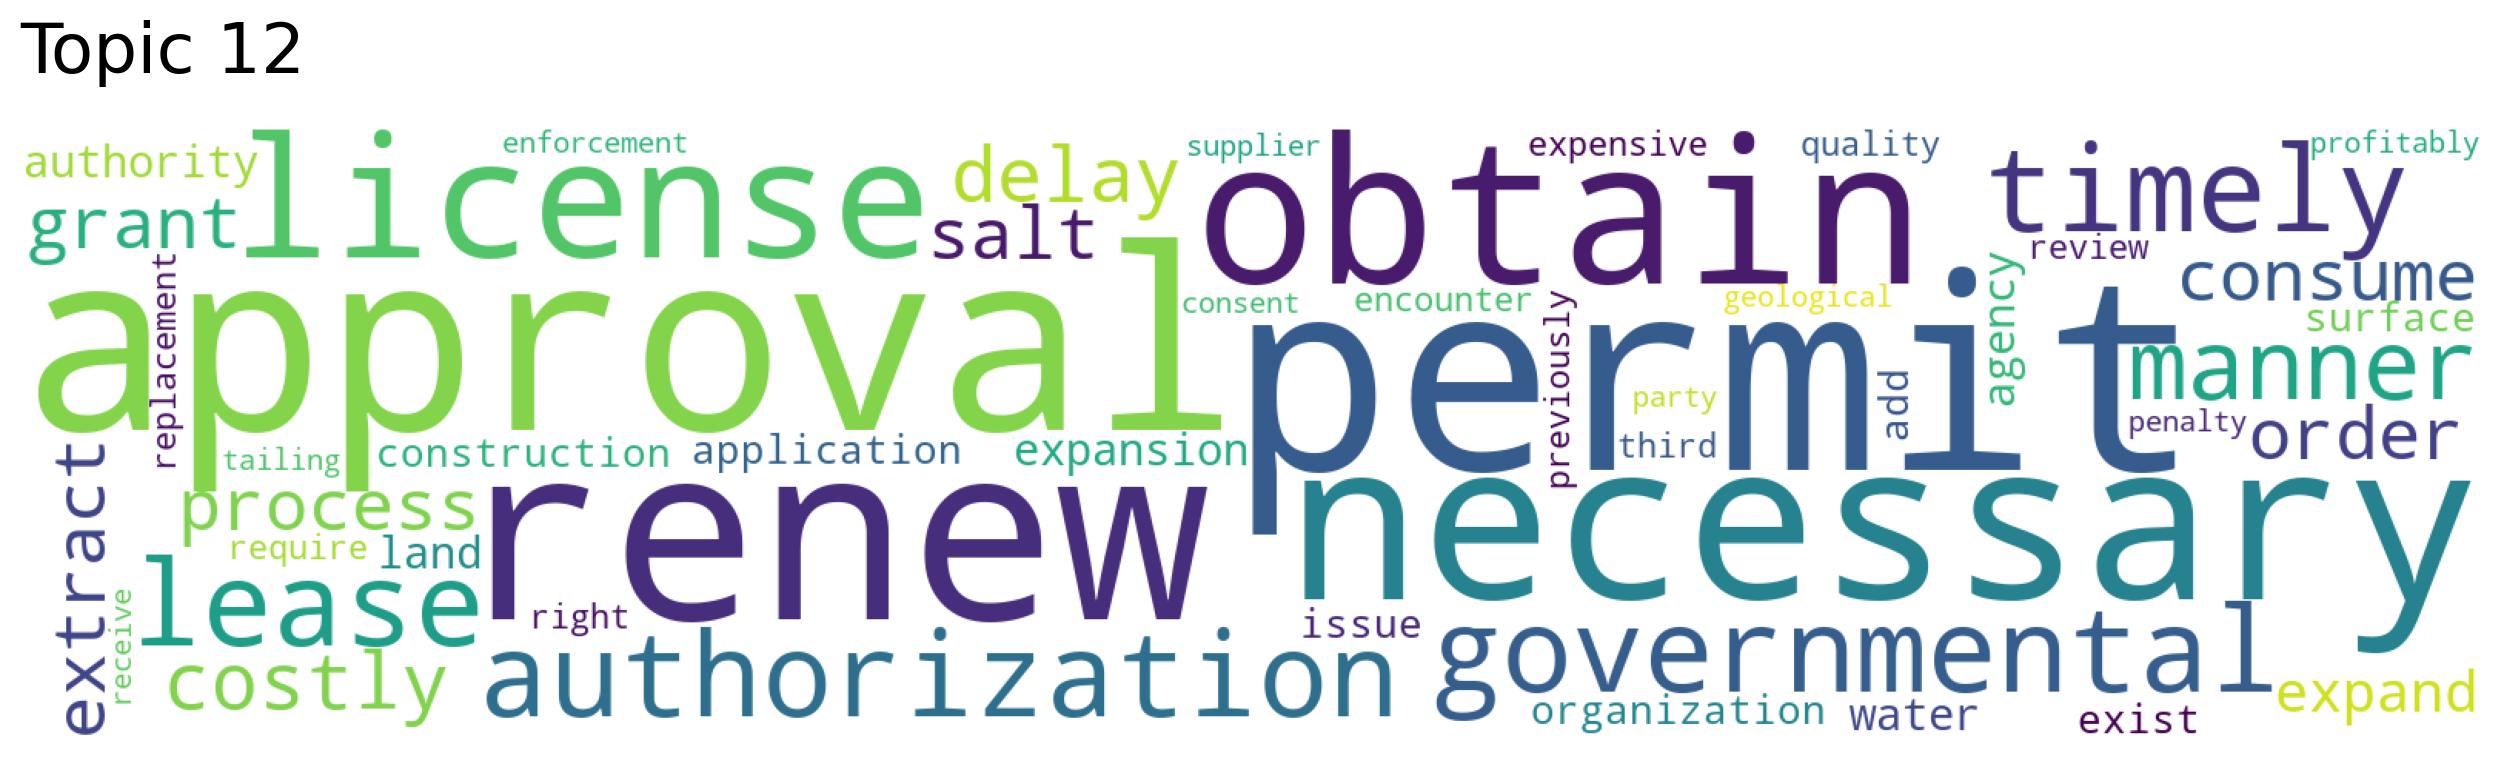 Topic 12
authority
license
enforcement
delay
supplier
obtain
expensive
quality
timely
profitably
grant
salt
review
replacement
approval
consent
encounter
previously
geological
agency
consume
surface
permit
party
third
add
manner
penalty
order
tailing
construction
application
expansion
extract
process
require
land
renew
necessary
receive
lease
right
issue
costly
authorization
governmental
organization
water
exist
expand